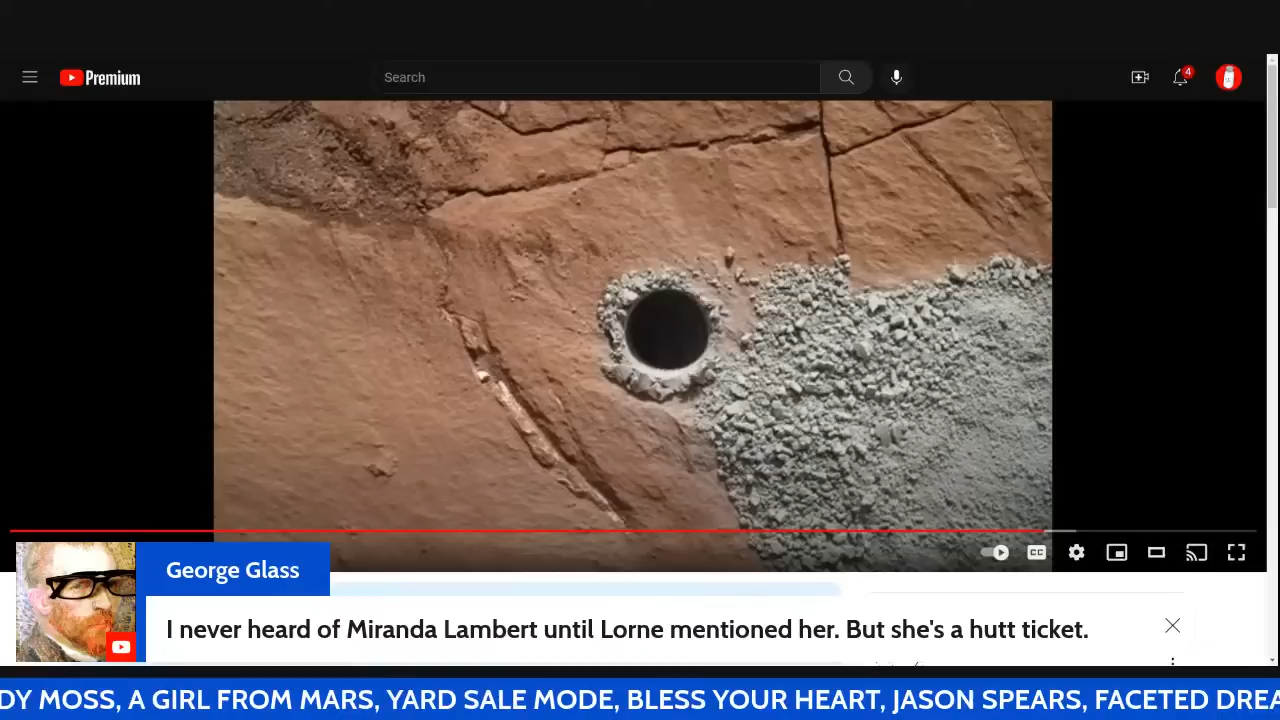 Premium
Search
4
CC
George Glass
I never heard of Miranda Lambert until Lorne mentioned her. But she's a hutt ticket.
DY MOSS, A GIRL FROM MARS, YARD SALE MODE, BLESS YOUR HEART, JASON SPEARS, FACETED DREA